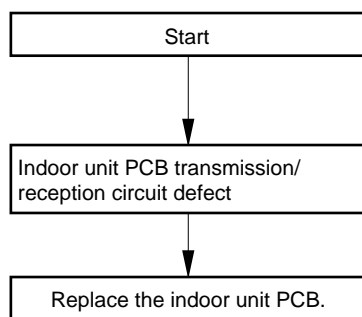 Start
Indoor unit PCB transmission/
reception circuit defect
Replace the indoor unit PCB.